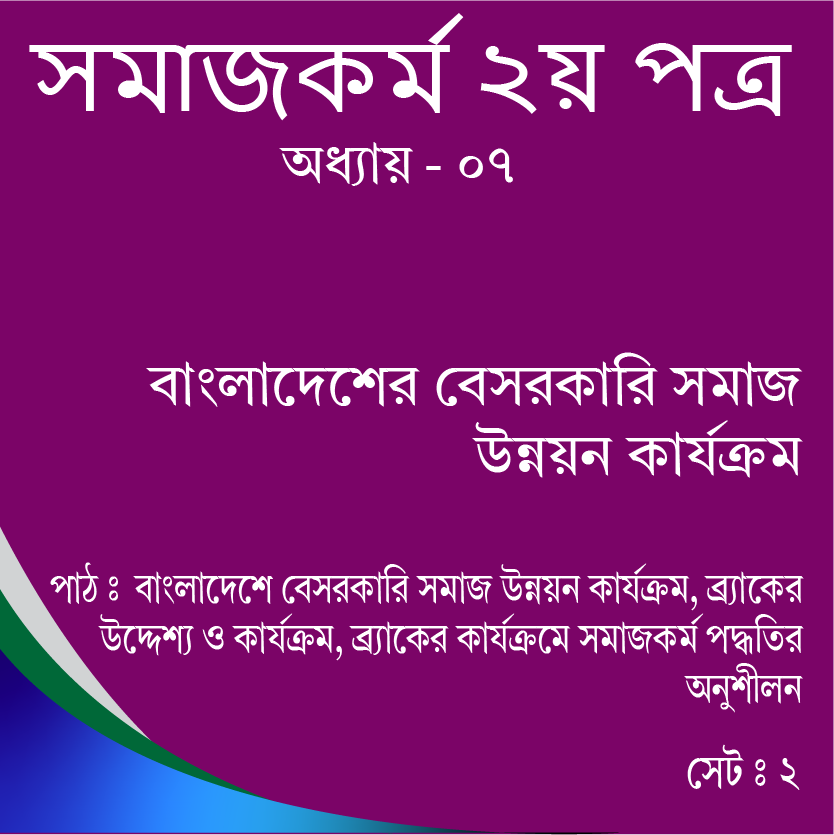 সমাজকর্ম ২য় পত্র
অধ্যায় - ০৭
বাংলাদেশের বেসরকারি সমাজ
উন্নয়ন কার্যক্রম
পাঠ ঃ বাংলাদেশে বেসরকারি সমাজ উন্নয়ন কার্যক্রম, ব্র্যাকের
উদ্দেশ্য ও কার্যক্রম, ব্র্যাকের কার্যক্রমে সমাজকর্ম পদ্ধতির
অনুশীলন
সেট ঃ ২